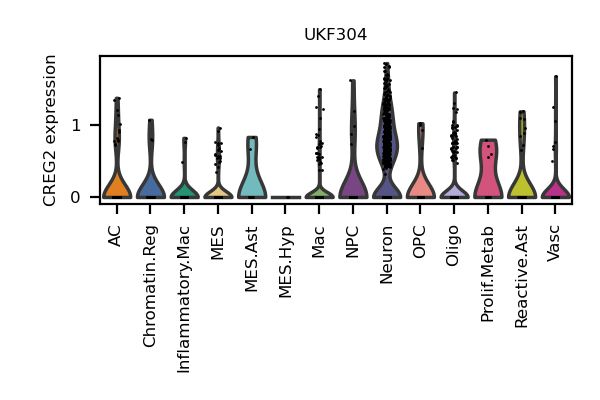 UKF304
CREG2 expression
1
0
AC
Chromatin.Reg
Inflammatory.Mac
MES
MES.Ast
MES.Hyp
Mac
NPC
Neuron
OPC
Oligo
Prolif.Metab
Reactive.Ast
Vasc